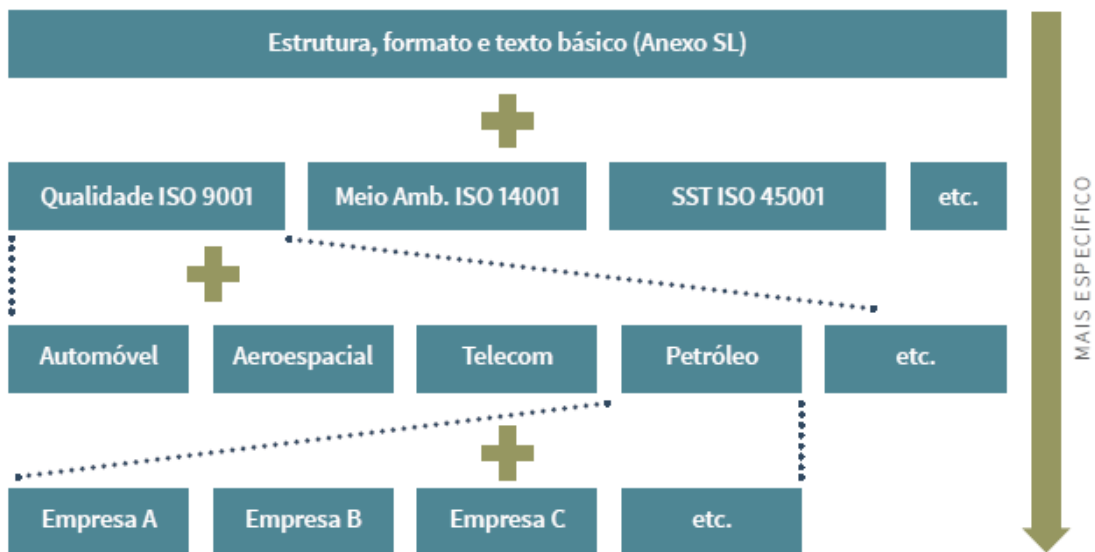 Estrutura, formato e texto básico (Anexo SL)
Qualidade ISO 9001
Meio Amb. ISO 14001
SST ISO 45001
etc.
Automóvel
Aeroespacial
Telecom
Petróleo
etc.
Empresa A
Empresa B
Empresa C
etc.
MAIS ESPECÍFICO